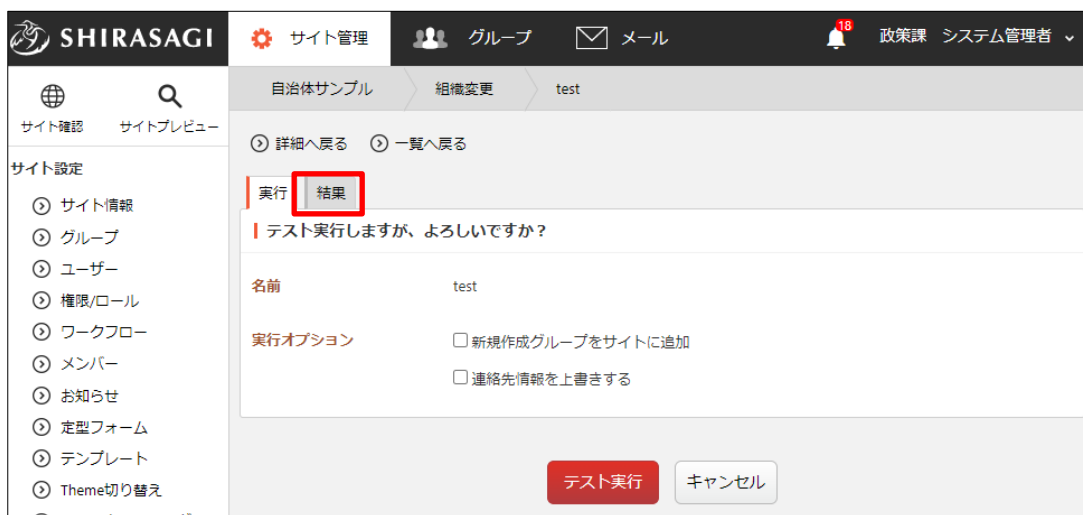 SHIRASAGI
サイト管理
グループ
メール
18
政策課 システム管理者
サイト確認
サイトプレビュー
自治体サンプル
組織変更
test
詳細へ戻る
一覧へ戻る
サイト設定
サイト情報
グループ
ユーザー
権限/ロール
ワークフロー
メンバー
お知らせ
定型フォーム
テンプレート
Theme切り替え
実行
結果
テスト実行しますが、よろしいですか？
名前
test
実行オプション
新規作成グループをサイトに追加
連絡先情報を上書きする
テスト実行
キャンセル